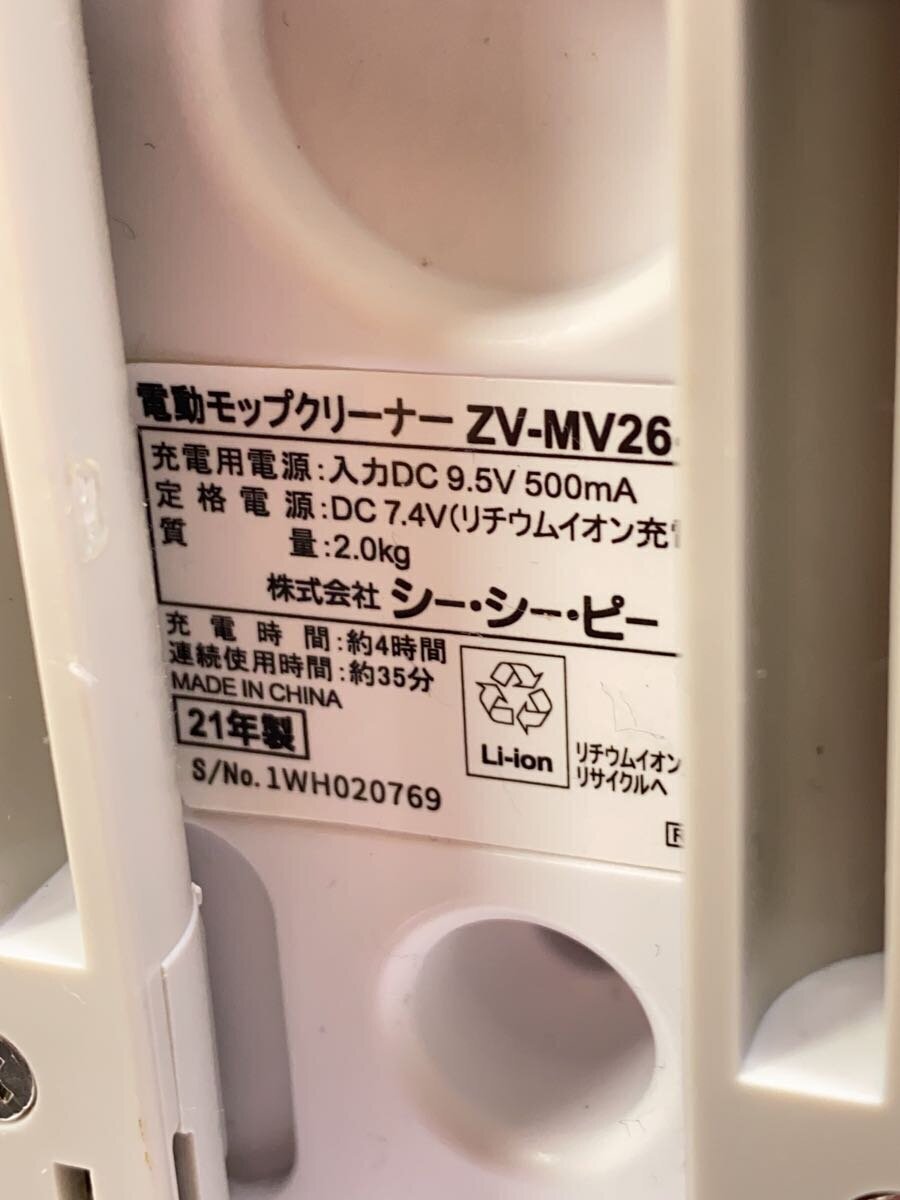 電動モップクリーナー ZV-MV26
充電用電源:入力DC 9.5V 500mA
定格電源:DC 7.4V(リチウムイオン充電
質量:2.0kg
株式会社 シー・シー・ピー
充電時間:約4時間
連続使用時間:約35分
MADE IN CHINA
21年製
S/No. 1WH020769
Li-ion
リチウムイオン
リサイクルへ